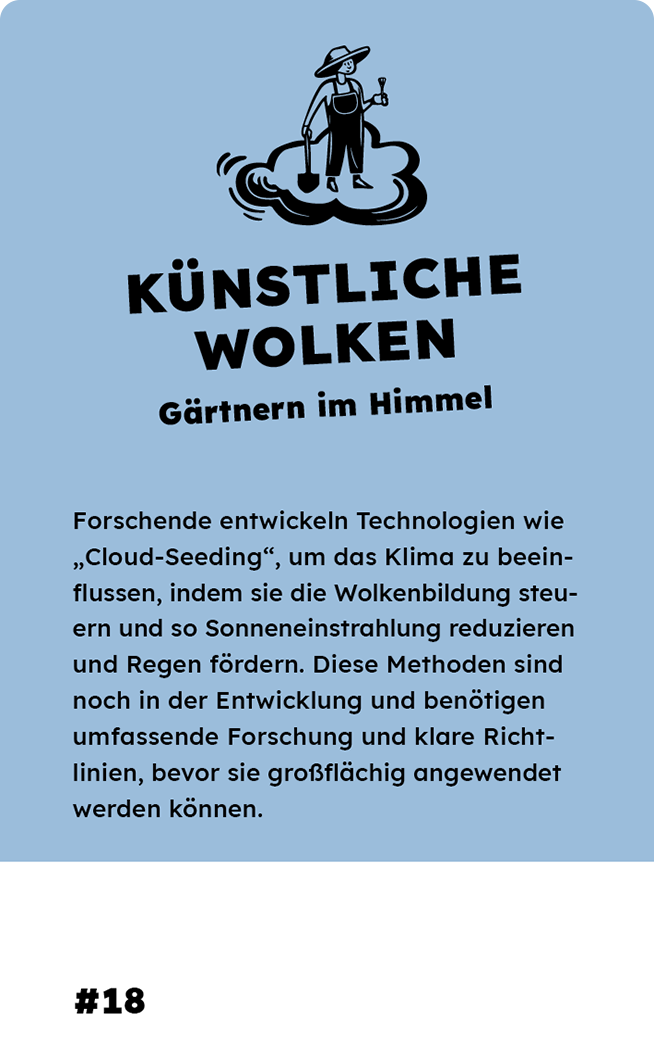 KÜNSTLICHE
WOLKEN
Gärtnern im Himmel
Forschende entwickeln Technologien wie
„Cloud-Seeding“, um das Klima zu beein-
flussen, indem sie die Wolkenbildung steu-
ern und so Sonneneinstrahlung reduzieren
und Regen fördern. Diese Methoden sind
noch in der Entwicklung und benötigen
umfassende Forschung und klare Richt-
linien, bevor sie großflächig angewendet
werden können.
#18